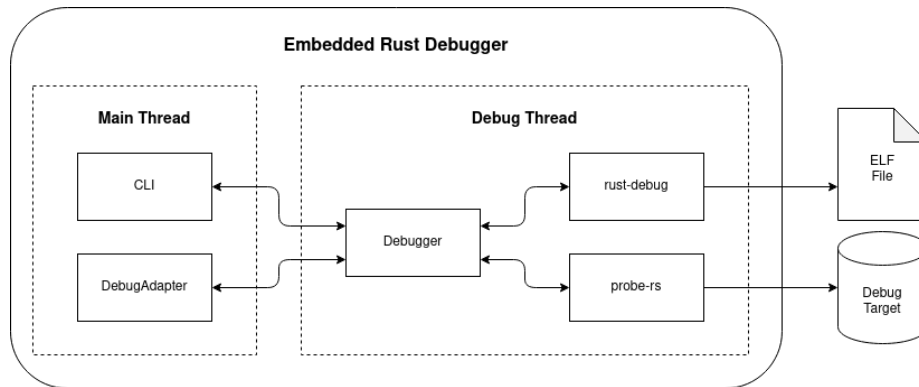 Embedded Rust Debugger
Main Thread
Debug Thread
CLI
DebugAdapter
Debugger
rust-debug
probe-rs
ELF
File
Debug
Target